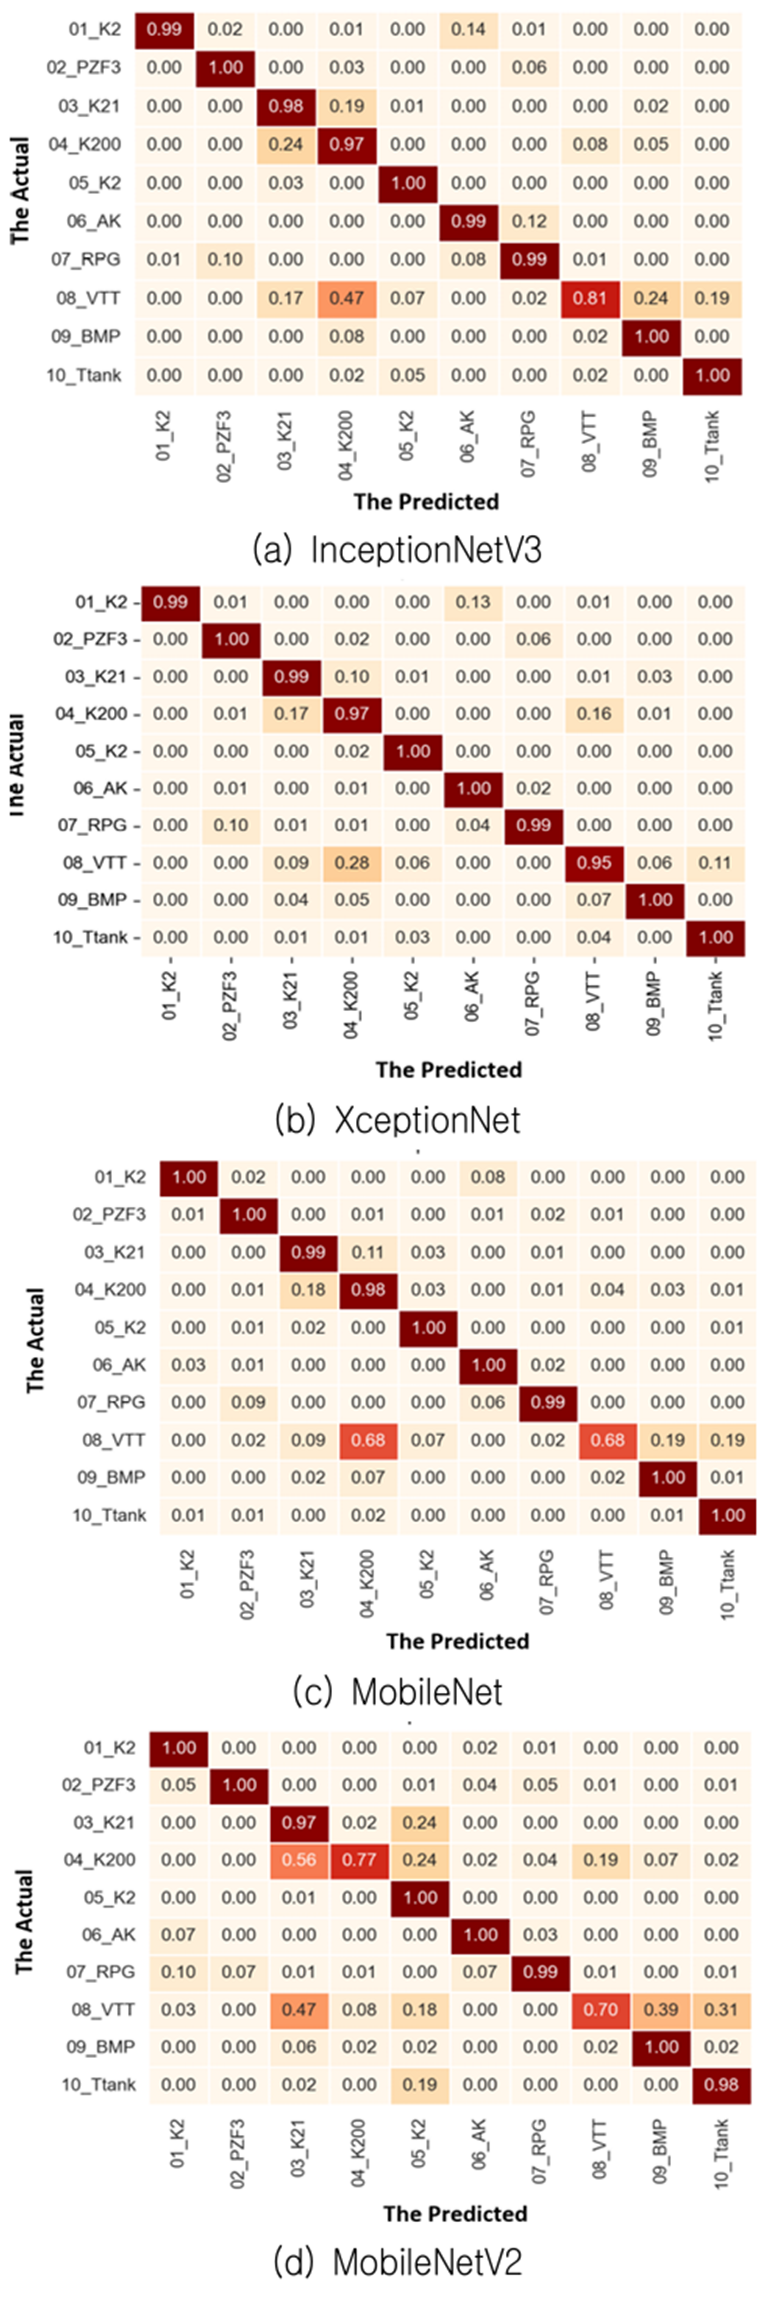 01_K2 0.99 0.02 0.00 0.01 0.00 0.14 0.01 0.00 0.00 0.00
02_PZF3 0.00 1.00 0.00 0.03 0.00 0.00 0.06 0.00 0.00 0.00
03_K21 0.00 0.00 0.98 0.19 0.01 0.00 0.00 0.00 0.02 0.00
04_K200 0.00 0.00 0.24 0.97 0.00 0.00 0.00 0.08 0.05 0.00
05_K2 0.00 0.00 0.03 0.00 1.00 0.00 0.00 0.00 0.00 0.00
06_AK 0.00 0.00 0.00 0.00 0.00 0.99 0.12 0.00 0.00 0.00
07_RPG 0.01 0.10 0.00 0.00 0.00 0.08 0.99 0.01 0.00 0.00
08_VTT 0.00 0.00 0.17 0.47 0.07 0.00 0.02 0.81 0.24 0.19
09_BMP 0.00 0.00 0.00 0.08 0.00 0.00 0.00 0.02 1.00 0.00
10_Ttank 0.00 0.00 0.00 0.02 0.05 0.00 0.00 0.02 0.00 1.00
The Actual
01_K2 02_PZF3 03_K21 04_K200 05_K2 06_AK 07_RPG 08_VTT 09_BMP 10_Ttank
The Predicted
(a) InceptionNetV3
01_K2 0.99 0.01 0.00 0.00 0.00 0.13 0.00 0.01 0.00 0.00
02_PZF3 0.00 1.00 0.00 0.02 0.00 0.00 0.06 0.00 0.00 0.00
03_K21 0.00 0.00 0.99 0.10 0.01 0.00 0.00 0.01 0.03 0.00
04_K200 0.00 0.01 0.17 0.97 0.00 0.00 0.00 0.16 0.01 0.00
05_K2 0.00 0.00 0.00 0.02 1.00 0.00 0.00 0.00 0.00 0.00
06_AK 0.00 0.01 0.00 0.01 0.00 1.00 0.02 0.00 0.00 0.00
07_RPG 0.00 0.10 0.01 0.01 0.00 0.04 0.99 0.00 0.00 0.00
08_VTT 0.00 0.00 0.09 0.28 0.06 0.00 0.00 0.95 0.06 0.11
09_BMP 0.00 0.00 0.04 0.05 0.00 0.00 0.00 0.07 1.00 0.00
10_Ttank 0.00 0.00 0.01 0.01 0.03 0.00 0.00 0.04 0.00 1.00
The Actual
01_K2 02_PZF3 03_K21 04_K200 05_K2 06_AK 07_RPG 08_VTT 09_BMP 10_Ttank
The Predicted
(b) XceptionNet
01_K2 1.00 0.02 0.00 0.00 0.00 0.08 0.00 0.00 0.00 0.00
02_PZF3 0.01 1.00 0.00 0.01 0.00 0.01 0.02 0.01 0.00 0.00
03_K21 0.00 0.00 0.99 0.11 0.03 0.00 0.01 0.00 0.00 0.00
04_K200 0.00 0.01 0.18 0.98 0.03 0.00 0.01 0.04 0.03 0.01
05_K2 0.00 0.01 0.02 0.00 1.00 0.00 0.00 0.00 0.00 0.01
06_AK 0.03 0.01 0.00 0.00 0.00 1.00 0.02 0.00 0.00 0.00
07_RPG 0.00 0.09 0.00 0.00 0.00 0.06 0.99 0.00 0.00 0.00
08_VTT 0.00 0.02 0.09 0.68 0.07 0.00 0.02 0.68 0.19 0.19
09_BMP 0.00 0.00 0.02 0.07 0.00 0.00 0.00 0.02 1.00 0.01
10_Ttank 0.01 0.01 0.00 0.02 0.00 0.00 0.00 0.00 0.01 1.00
The Actual
01_K2 02_PZF3 03_K21 04_K200 05_K2 06_AK 07_RPG 08_VTT 09_BMP 10_Ttank
The Predicted
(c) MobileNet
01_K2 1.00 0.00 0.00 0.00 0.00 0.02 0.01 0.00 0.00 0.00
02_PZF3 0.05 1.00 0.00 0.00 0.01 0.04 0.05 0.01 0.00 0.01
03_K21 0.00 0.00 0.97 0.02 0.24 0.00 0.00 0.00 0.00 0.00
04_K200 0.00 0.00 0.56 0.77 0.24 0.02 0.04 0.19 0.07 0.02
05_K2 0.00 0.00 0.01 0.00 1.00 0.00 0.00 0.00 0.00 0.00
06_AK 0.07 0.00 0.00 0.00 0.00 1.00 0.03 0.00 0.00 0.00
07_RPG 0.10 0.07 0.01 0.01 0.00 0.07 0.99 0.01 0.00 0.01
08_VTT 0.03 0.00 0.47 0.08 0.18 0.00 0.00 0.70 0.39 0.31
09_BMP 0.00 0.00 0.06 0.02 0.02 0.00 0.00 0.02 1.00 0.02
10_Ttank 0.00 0.00 0.02 0.00 0.19 0.00 0.00 0.00 0.00 0.98
The Actual
01_K2 02_PZF3 03_K21 04_K200 05_K2 06_AK 07_RPG 08_VTT 09_BMP 10_Ttank
The Predicted
(d) MobileNetV2